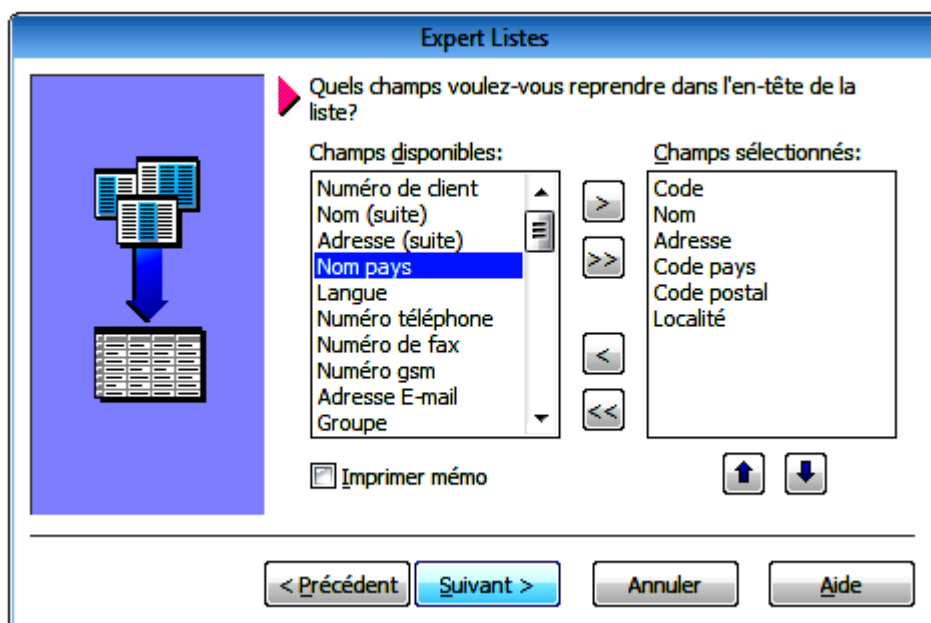 Expert Listes
Quels champs voulez-vous reprendre dans l'en-tête de la
liste?
Champs disponibles:
Numéro de client
Nom (suite)
Adresse (suite)
Nom pays
Langue
Numéro téléphone
Numéro de fax
Numéro gsm
Adresse E-mail
Groupe
>
>>
<
<<
Champs sélectionnés:
Code
Nom
Adresse
Code pays
Code postal
Localité
Imprimer mémo
< Précédent
Suivant >
Annuler
Aide